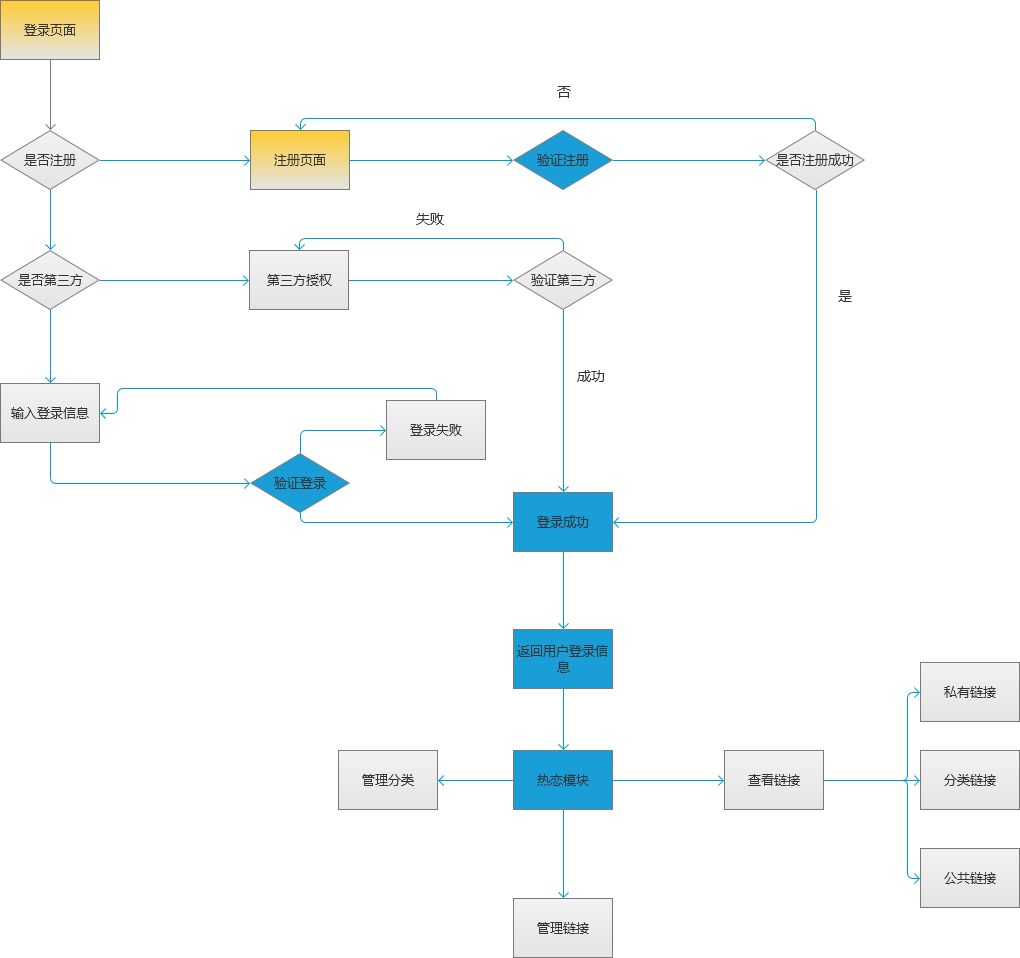 登录页面
否
是否注册
注册页面
验证注册
是否注册成功
失败
是否第三方
第三方授权
验证第三方
是
成功
输入登录信息
登录失败
验证登录
登录成功
返回用户登录信
息
私有链接
管理分类
热恋模块
查看链接
分类链接
公共链接
管理链接